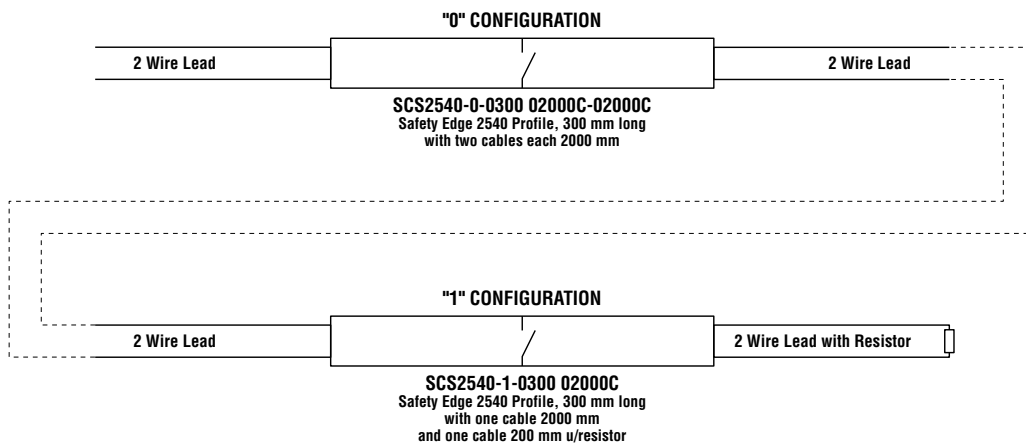 "0" CONFIGURATION
2 Wire Lead
2 Wire Lead
SCS2540-0-0300 02000C-02000C
Safety Edge 2540 Profile, 300 mm long
with two cables each 2000 mm
"1" CONFIGURATION
2 Wire Lead
2 Wire Lead with Resistor
SCS2540-1-0300 02000C
Safety Edge 2540 Profile, 300 mm long
with one cable 2000 mm
and one cable 200 mm u/resistor